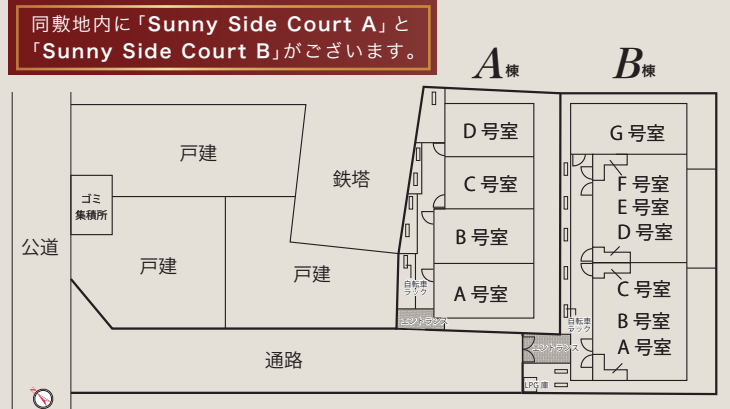 同敷地内に「Sunny Side Court A」と
「Sunny Side Court B」がございます。
A棟
B棟
D号室
C号室
B号室
A号室
G号室
F号室
E号室
D号室
C号室
B号室
A号室
戸建
鉄塔
ゴミ
集積所
公道
戸建
戸建
自転車
ラック
エントランス
自転車
ラック
エントランス
通路
LPG庫